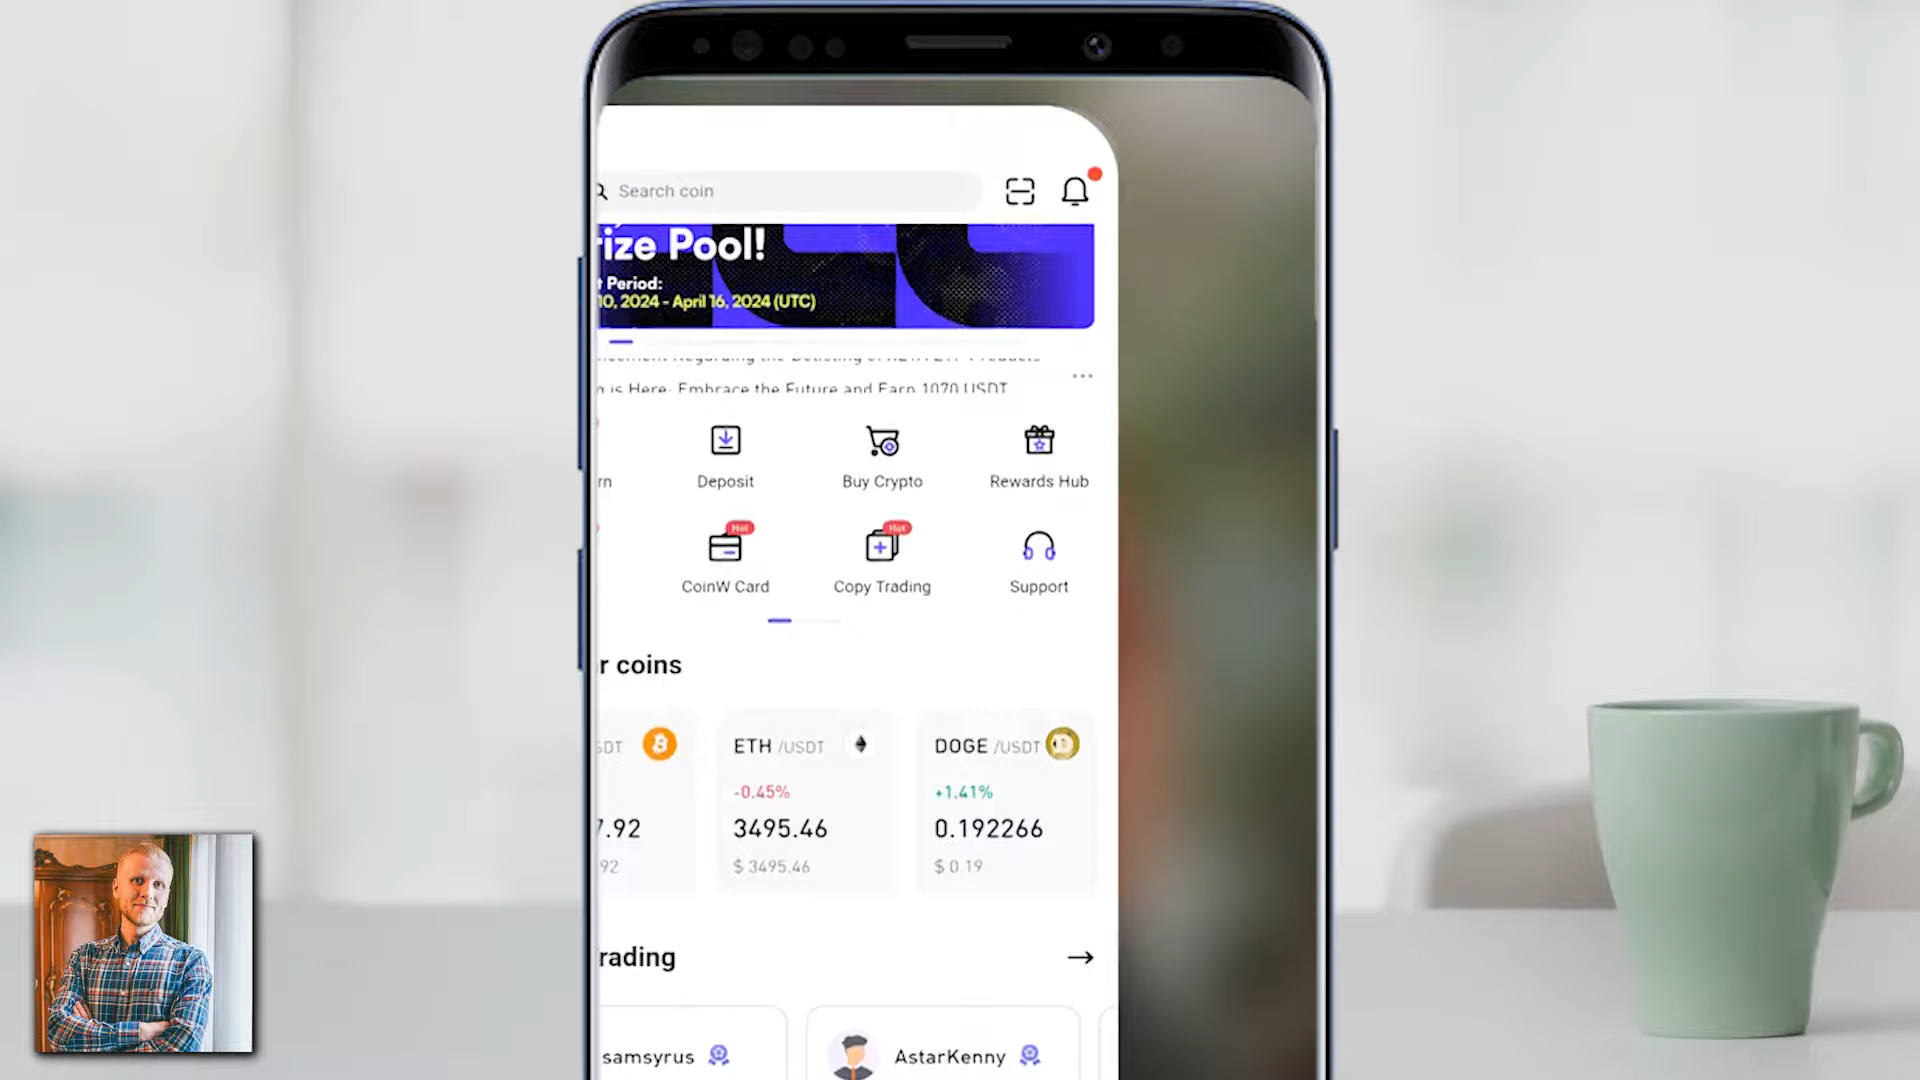 Search coin
rize Pool!
t Period:
10, 2024 - April 16, 2024 (UTC)
is Here: Embrace the Future and Earn 1070 USDT
rn
Deposit
Buy Crypto
Rewards Hub
Hot
Hot
CoinW Card
Copy Trading
Support
r coins
SDT
ETH /USDT
DOGE /USDT
-0.45%
+1.41%
7.92
3495.46
0.192266
92
$ 3495.46
$ 0.19
rading
samsyrus
AstarKenny